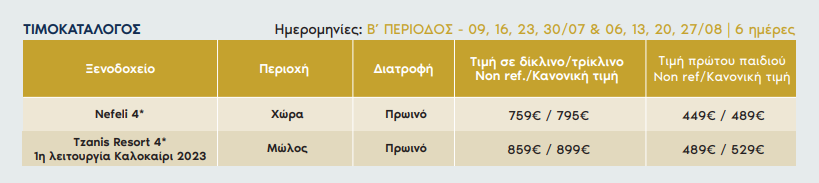 ΤΙΜΟΚΑΤΑΛΟΓΟΣ Ημερομηνίες: Β’ ΠΕΡΙΟΔΟΣ - 09, 16, 23, 30/07 & 06, 13, 20, 27/08 | 6 ημέρες
Ξενοδοχείο Περιοχή Διατροφή Τιμή σε δίκλινο/τρίκλινο Τιμή πρώτου παιδιού
Non ref./Κανονική τιμή Non ref/Κανονική τιμή
Nefeli 4* Χώρα Πρωινό 759€ / 795€ 449€ / 489€
Tzanis Resort 4* Μώλος Πρωινό 859€ / 899€ 489€ / 529€
1η λειτουργία Καλοκαίρι 2023